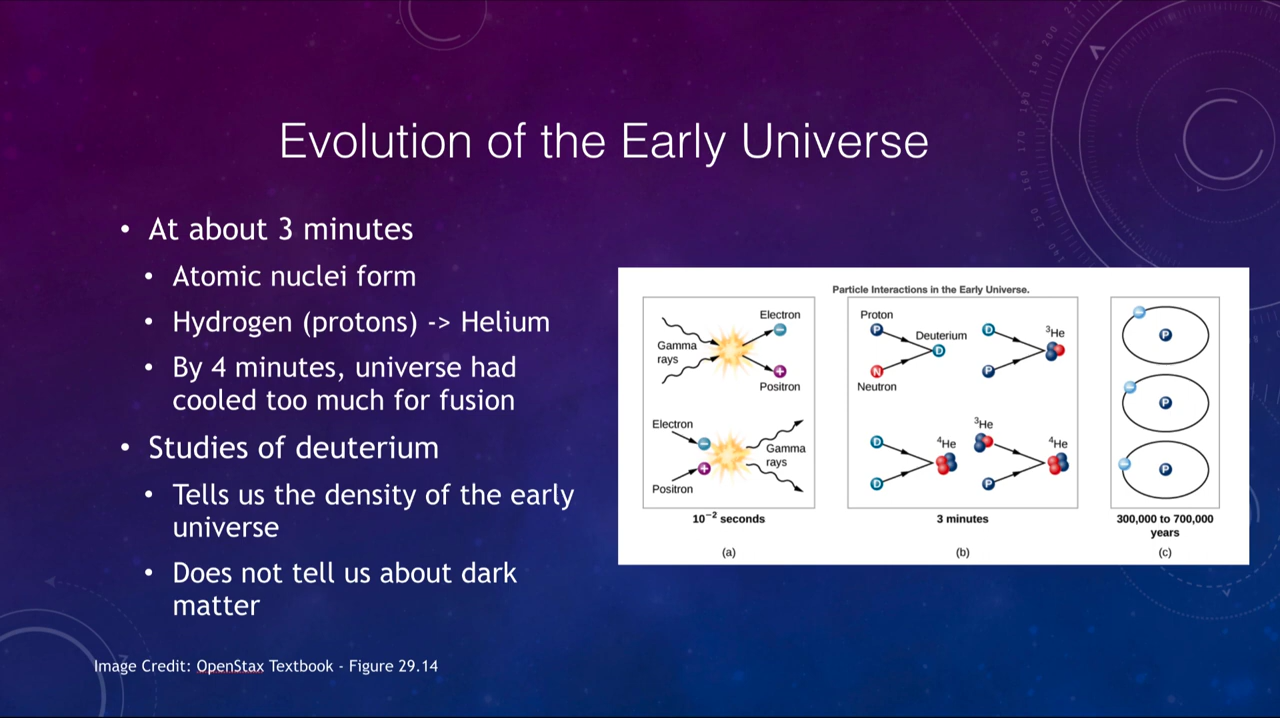 Evolution of the Early Universe
• At about 3 minutes
• Atomic nuclei form
• Hydrogen (protons) -> Helium
• By 4 minutes, universe had
cooled too much for fusion
• Studies of deuterium
• Tells us the density of the early
universe
• Does not tell us about dark
matter
Image Credit: OpenStax Textbook - Figure 29.14
Particle Interactions in the Early Universe.
Gamma
rays
Electron
−
+
Positron
Electron
−
+
Positron
Gamma
rays
10⁻² seconds
(a)
Proton
P
N
Neutron
Deuterium
D
D
P
³He
D
D
⁴He
³He
P
⁴He
3 minutes
(b)
−
P
−
P
−
P
300,000 to 700,000
years
(c)